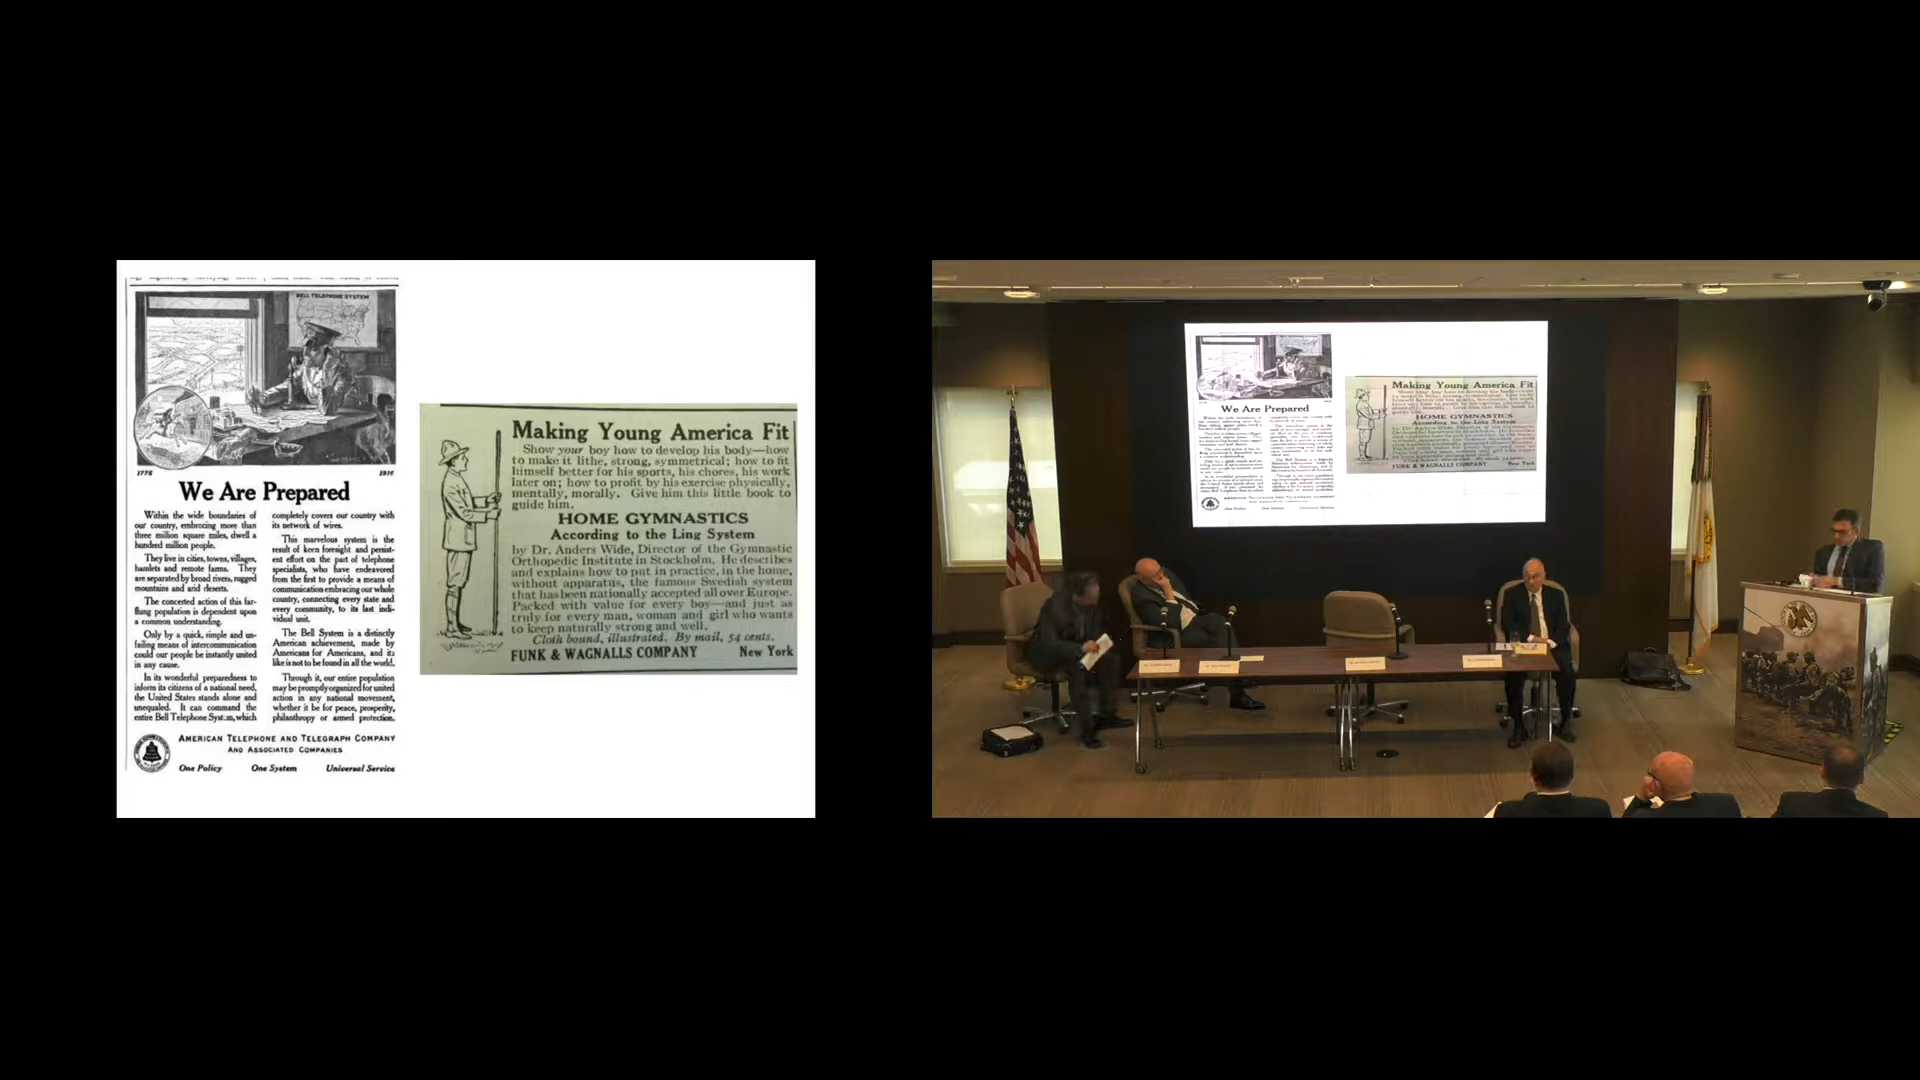 BELL TELEPHONE SYSTEM
1776
1916
We Are Prepared
Within the wide boundaries of
our country, embracing more than
three million square miles, dwell a
hundred million people.
They live in cities, towns, villages,
hamlets and remote farms. They
are separated by broad rivers, rugged
mountains and arid deserts.
The concerted action of this far-
flung population is dependent upon
a common understanding.
Only by a quick, simple and un-
failing means of intercommunication
could our people be instantly united
in any cause.
In its wonderful preparedness to
inform its citizens of a national need,
the United States stands alone and
unequaled. It can command the
entire Bell Telephone System, which
completely covers our country with
its network of wires.
This marvelous system is the
result of keen foresight and persist-
ent effort on the part of telephone
specialists, who have endeavored
from the first to provide a means of
communication embracing our whole
country, connecting every state and
every community, to its last indi-
vidual unit.
The Bell System is a distinctly
American achievement, made by
Americans for Americans, and its
like is not to be found in all the world.
Through it, our entire population
may be promptly organized for united
action in any national movement,
whether it be for peace, prosperity,
philanthropy or armed protection.
AMERICAN TELEPHONE AND TELEGRAPH COMPANY
AND ASSOCIATED COMPANIES
One Policy One System Universal Service
Making Young America Fit
Show your boy how to develop his body—how
to make it lithe, strong, symmetrical; how to fit
himself better for his sports, his chores, his work
later on; how to profit by his exercise physically,
mentally, morally. Give him this little book to
guide him.
HOME GYMNASTICS
According to the Ling System
by Dr. Anders Wide, Director of the Gymnastic
Orthopedic Institute in Stockholm. He describes
and explains how to put in practice, in the home,
without apparatus, the famous Swedish system
that has been nationally accepted all over Europe.
Packed with value for every boy—and just as
truly for every man, woman and girl who wants
to keep naturally strong and well.
Cloth bound, illustrated. By mail, 54 cents.
FUNK & WAGNALLS COMPANY New York
We Are Prepared
Making Young America Fit
HOME GYMNASTICS
According to the Ling System
FUNK & WAGNALLS COMPANY New York